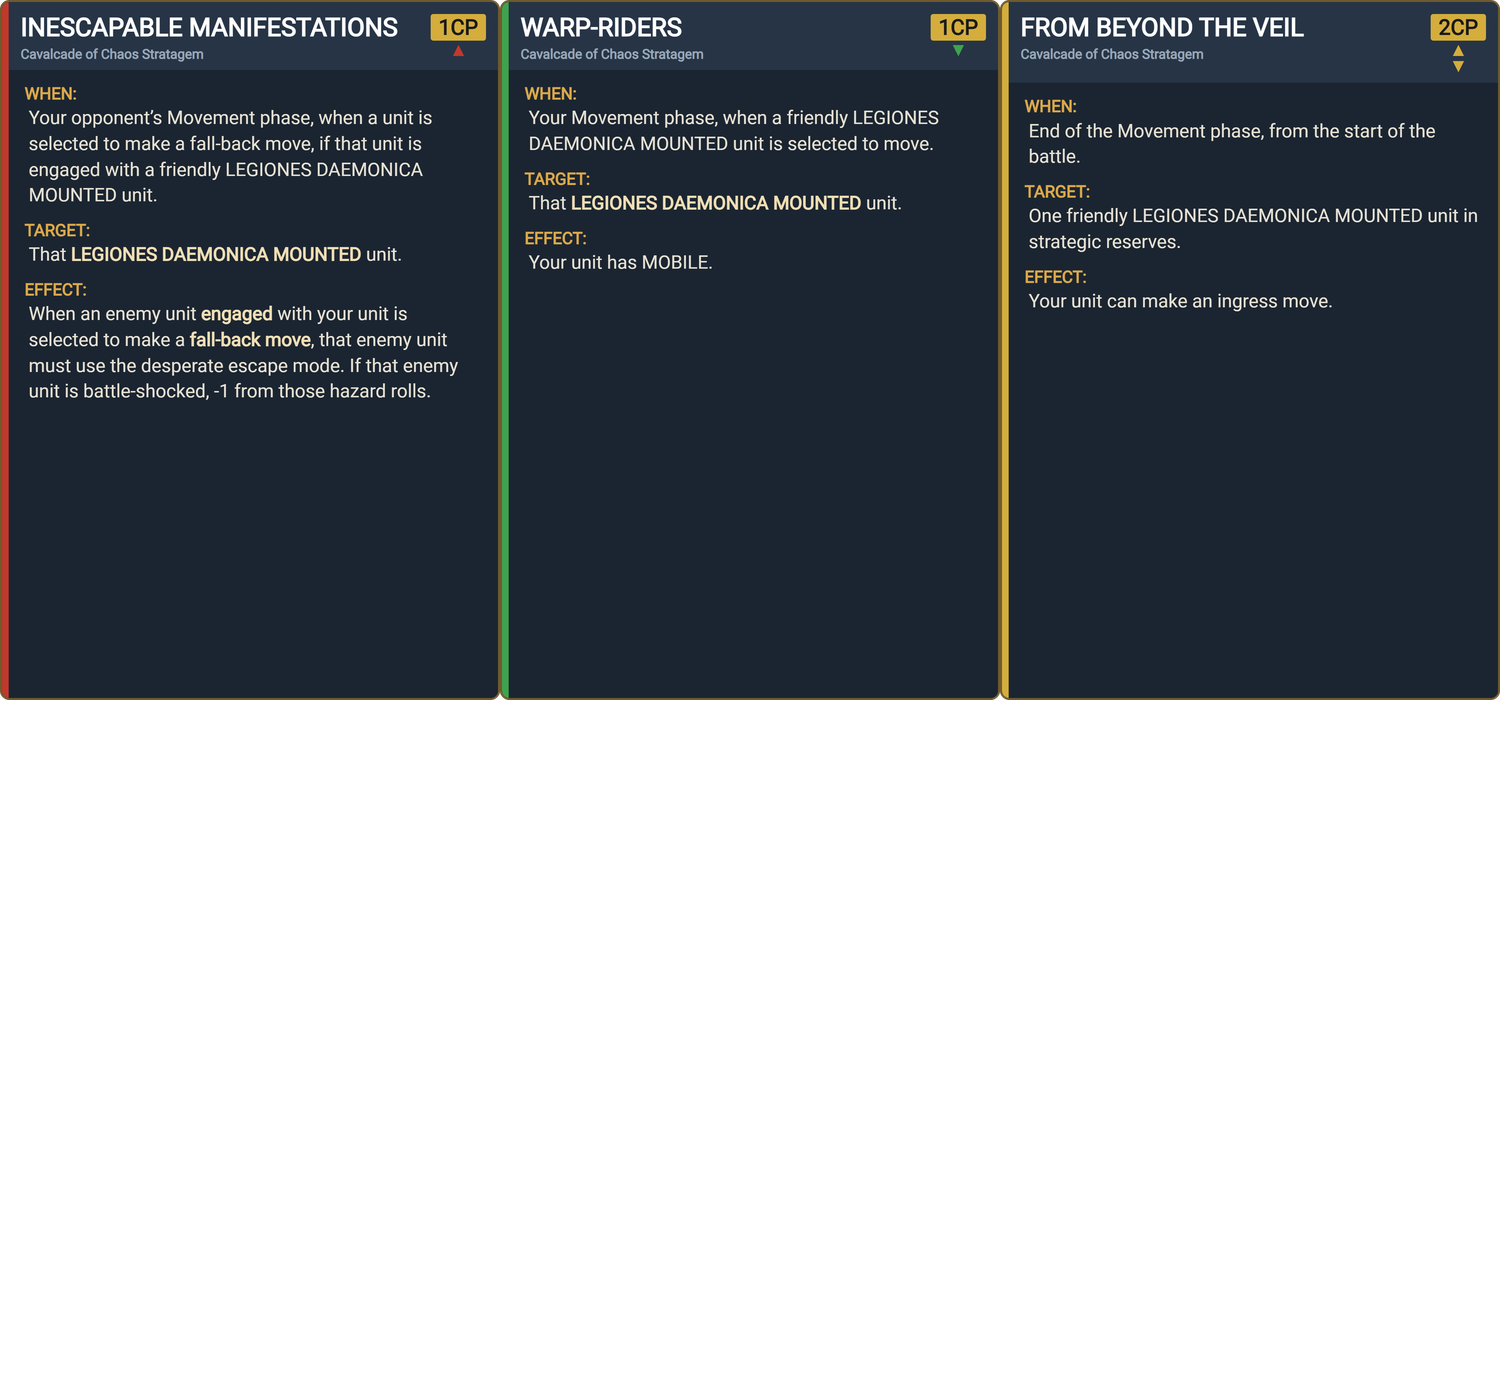 INESCAPABLE MANIFESTATIONS
1CP
Cavalcade of Chaos Stratagem
▲
WHEN:
Your opponent’s Movement phase, when a unit is
selected to make a fall-back move, if that unit is
engaged with a friendly LEGIONES DAEMONICA
MOUNTED unit.
TARGET:
That LEGIONES DAEMONICA MOUNTED unit.
EFFECT:
When an enemy unit engaged with your unit is
selected to make a fall-back move, that enemy unit
must use the desperate escape mode. If that enemy
unit is battle-shocked, -1 from those hazard rolls.
WARP-RIDERS
1CP
Cavalcade of Chaos Stratagem
▼
WHEN:
Your Movement phase, when a friendly LEGIONES
DAEMONICA MOUNTED unit is selected to move.
TARGET:
That LEGIONES DAEMONICA MOUNTED unit.
EFFECT:
Your unit has MOBILE.
FROM BEYOND THE VEIL
2CP
Cavalcade of Chaos Stratagem
▲
▼
WHEN:
End of the Movement phase, from the start of the
battle.
TARGET:
One friendly LEGIONES DAEMONICA MOUNTED unit in
strategic reserves.
EFFECT:
Your unit can make an ingress move.